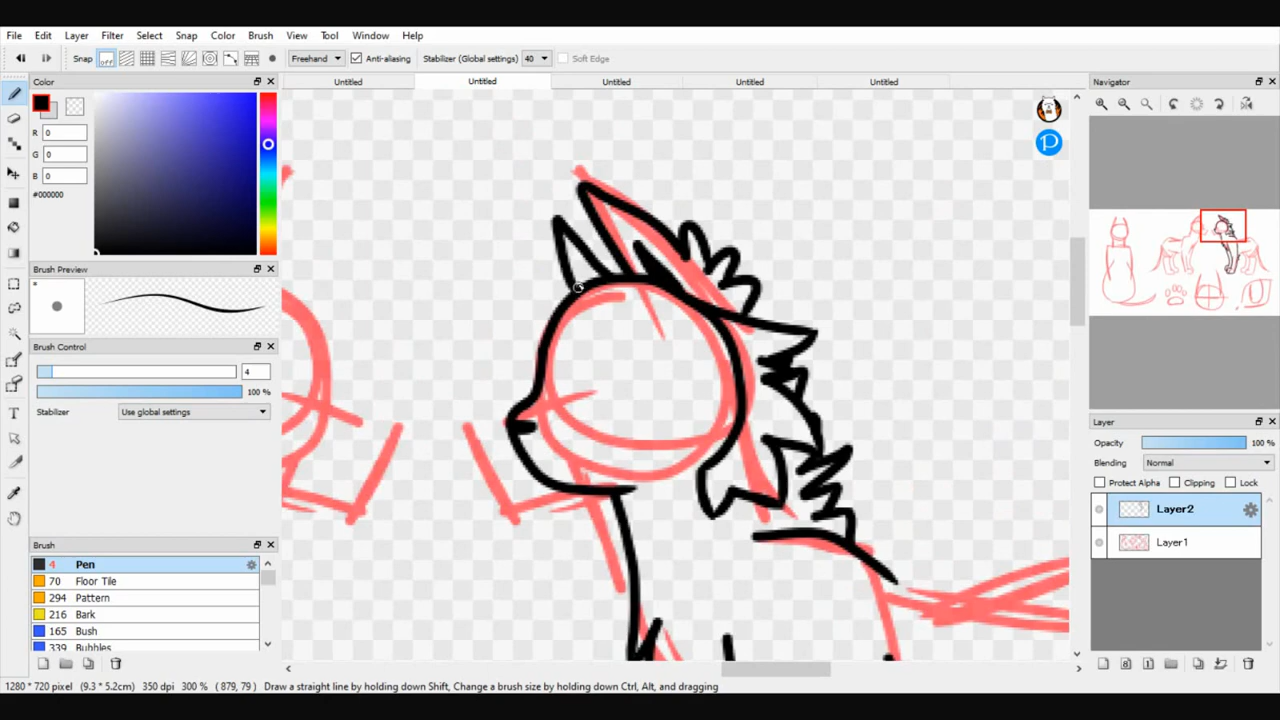 File Edit Layer Filter Select Snap Color Brush View Tool Window Help
Snap off Freehand Anti-aliasing Stabilizer (Global settings) 40 Soft Edge
Color
Untitled Untitled Untitled Untitled Untitled
Navigator
R 0
G 0
B 0
#000000
Brush Preview
*
Brush Control
4
100 %
Stabilizer Use global settings
Layer
Opacity 100 %
Blending Normal
Protect Alpha Clipping Lock
Layer2
Layer1
Brush
4 Pen
70 Floor Tile
294 Pattern
216 Bark
165 Bush
339 Bubbles
P
1280 * 720 pixel (9.3 * 5.2cm) 350 dpi 300 % ( 879, 79 ) Draw a straight line by holding down Shift, Change a brush size by holding down Ctrl, Alt, and dragging